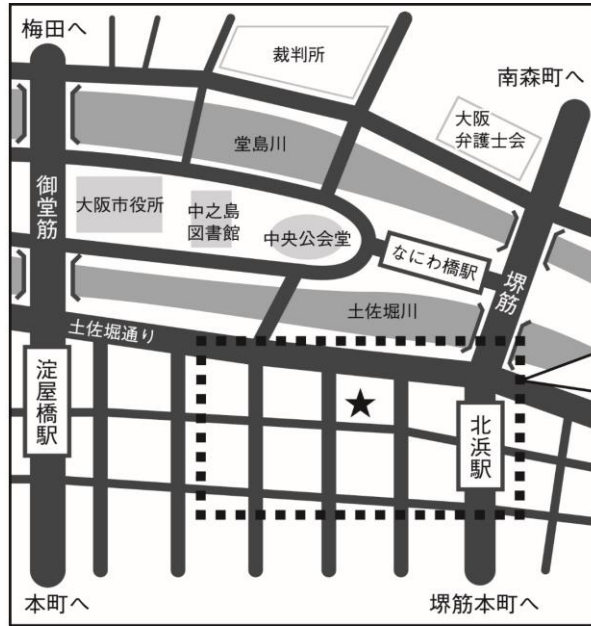 梅田へ
裁判所
南森町へ
大阪
弁護士会
堂島川
御堂筋
大阪市役所
中之島
図書館
中央公会堂
なにわ橋駅
堺筋
土佐堀川
土佐堀通り
淀屋橋駅
北浜駅
本町へ
堺筋本町へ